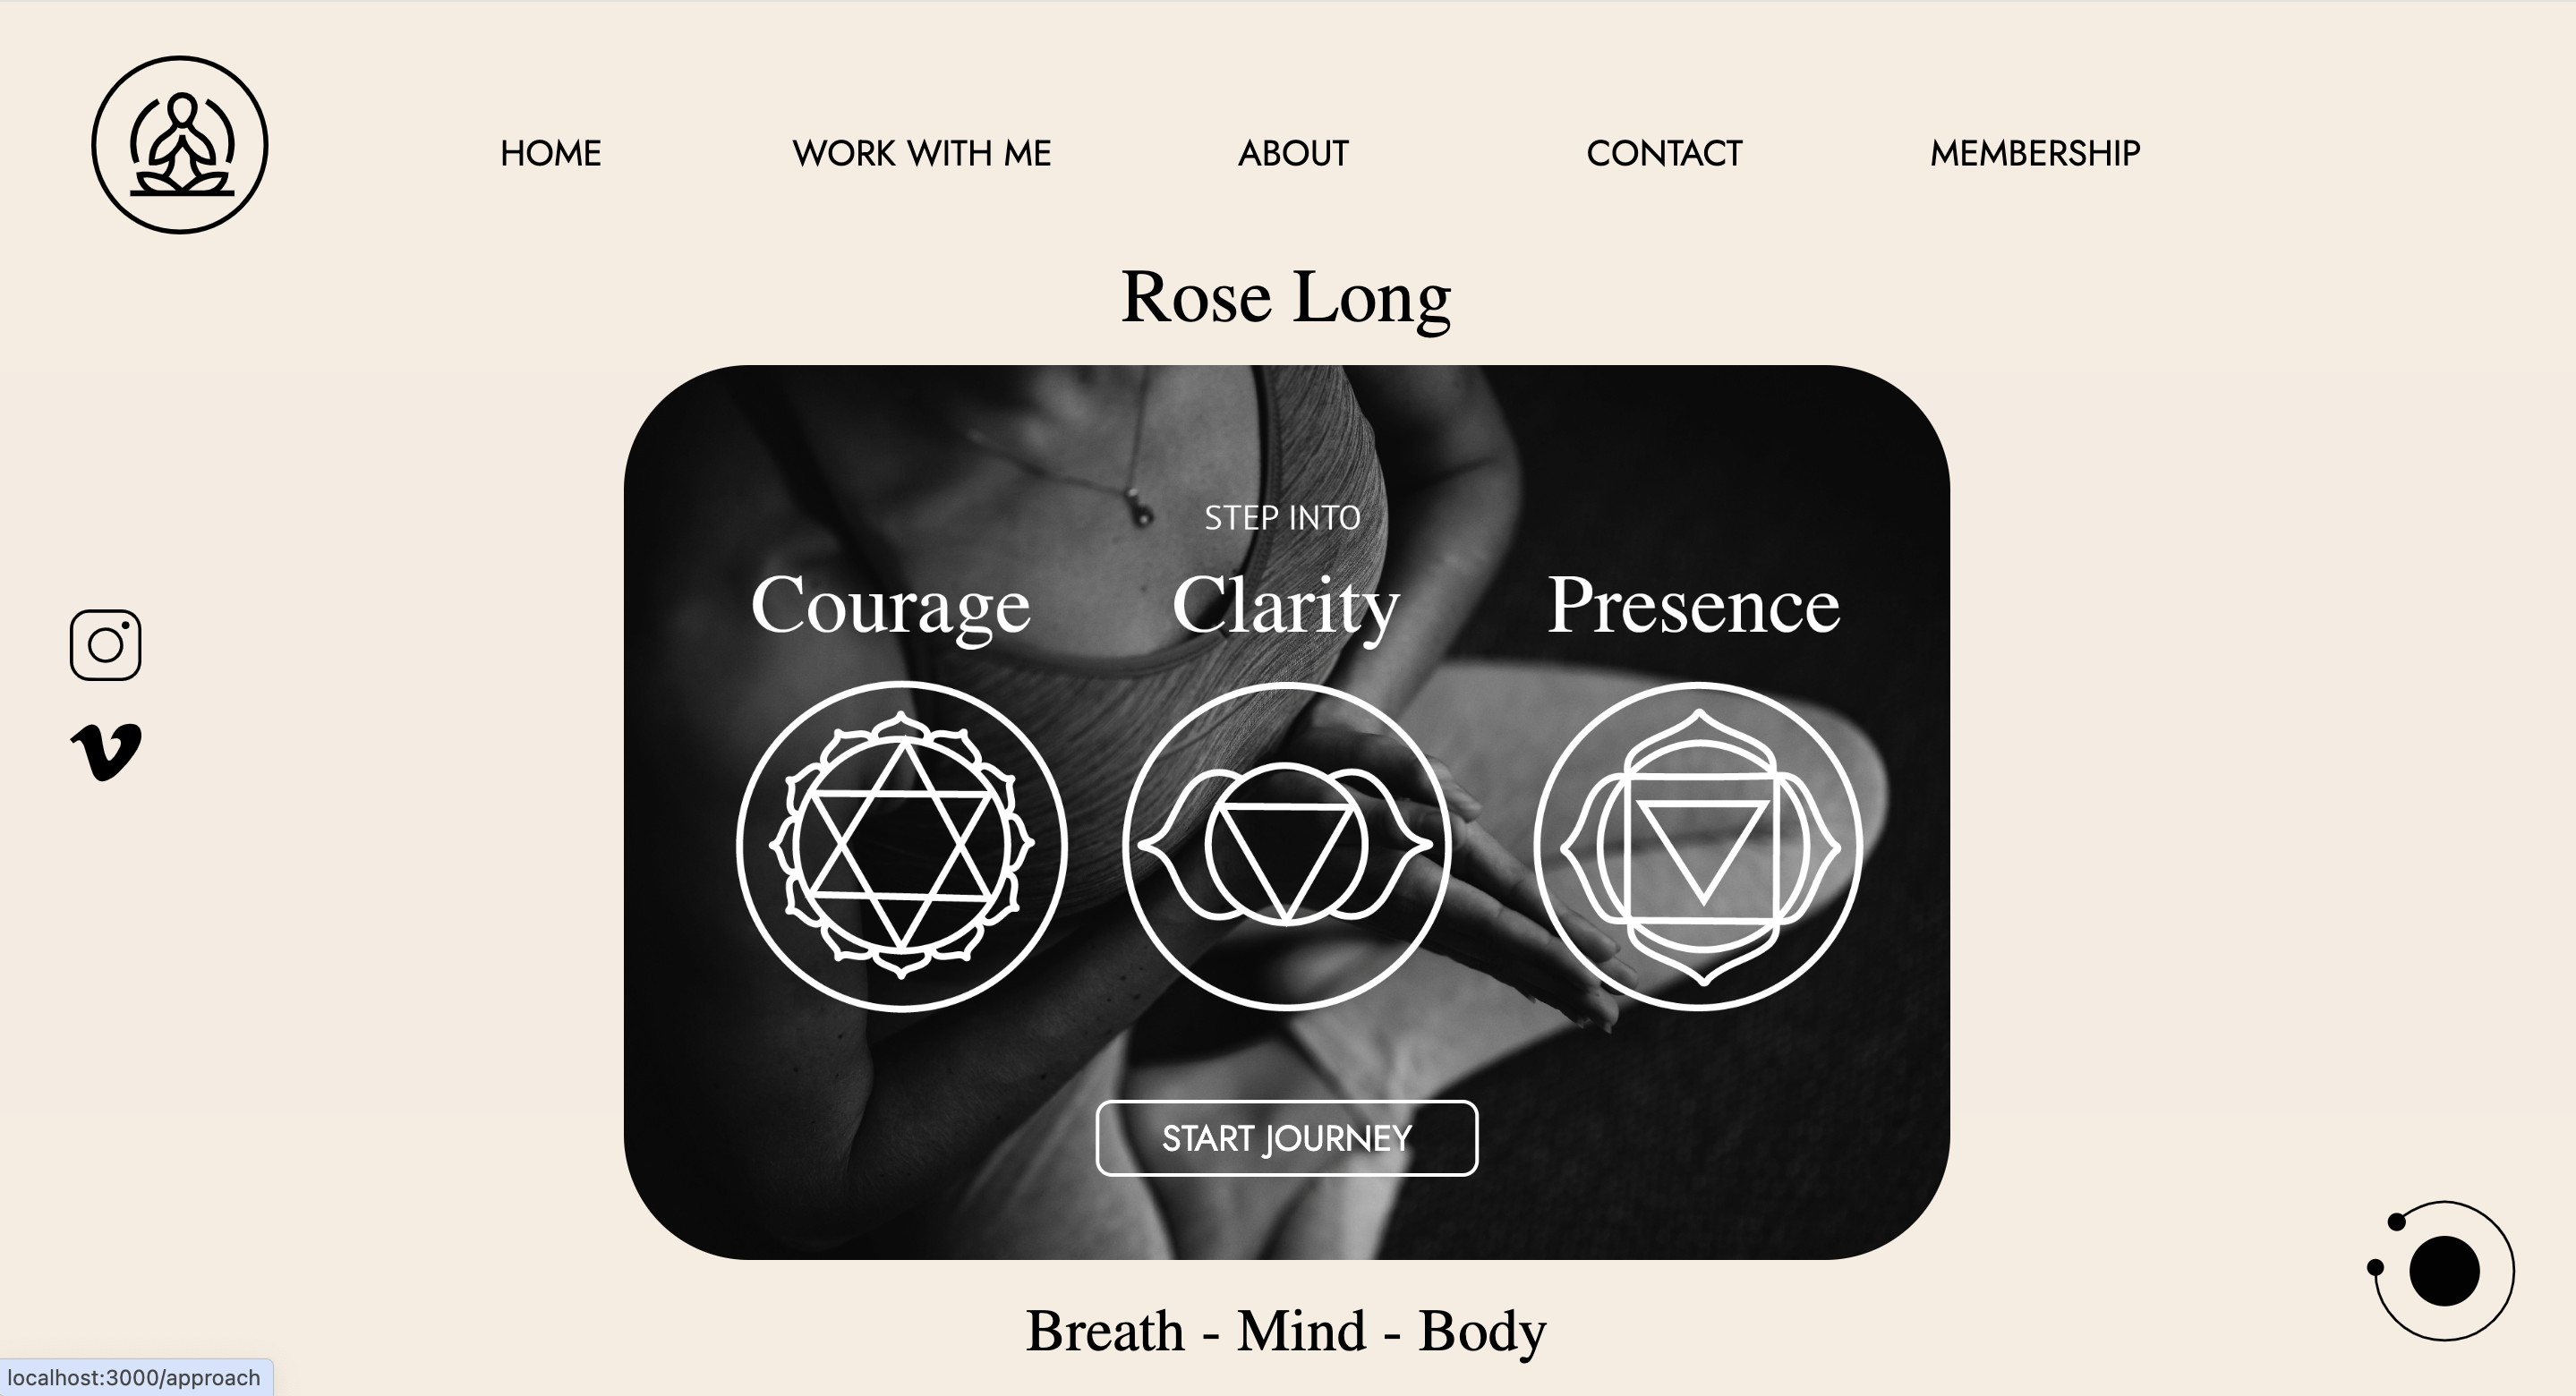 HOME WORK WITH ME ABOUT CONTACT MEMBERSHIP
Rose Long
STEP INTO
Courage Clarity Presence
START JOURNEY
Breath - Mind - Body
localhost:3000/approach